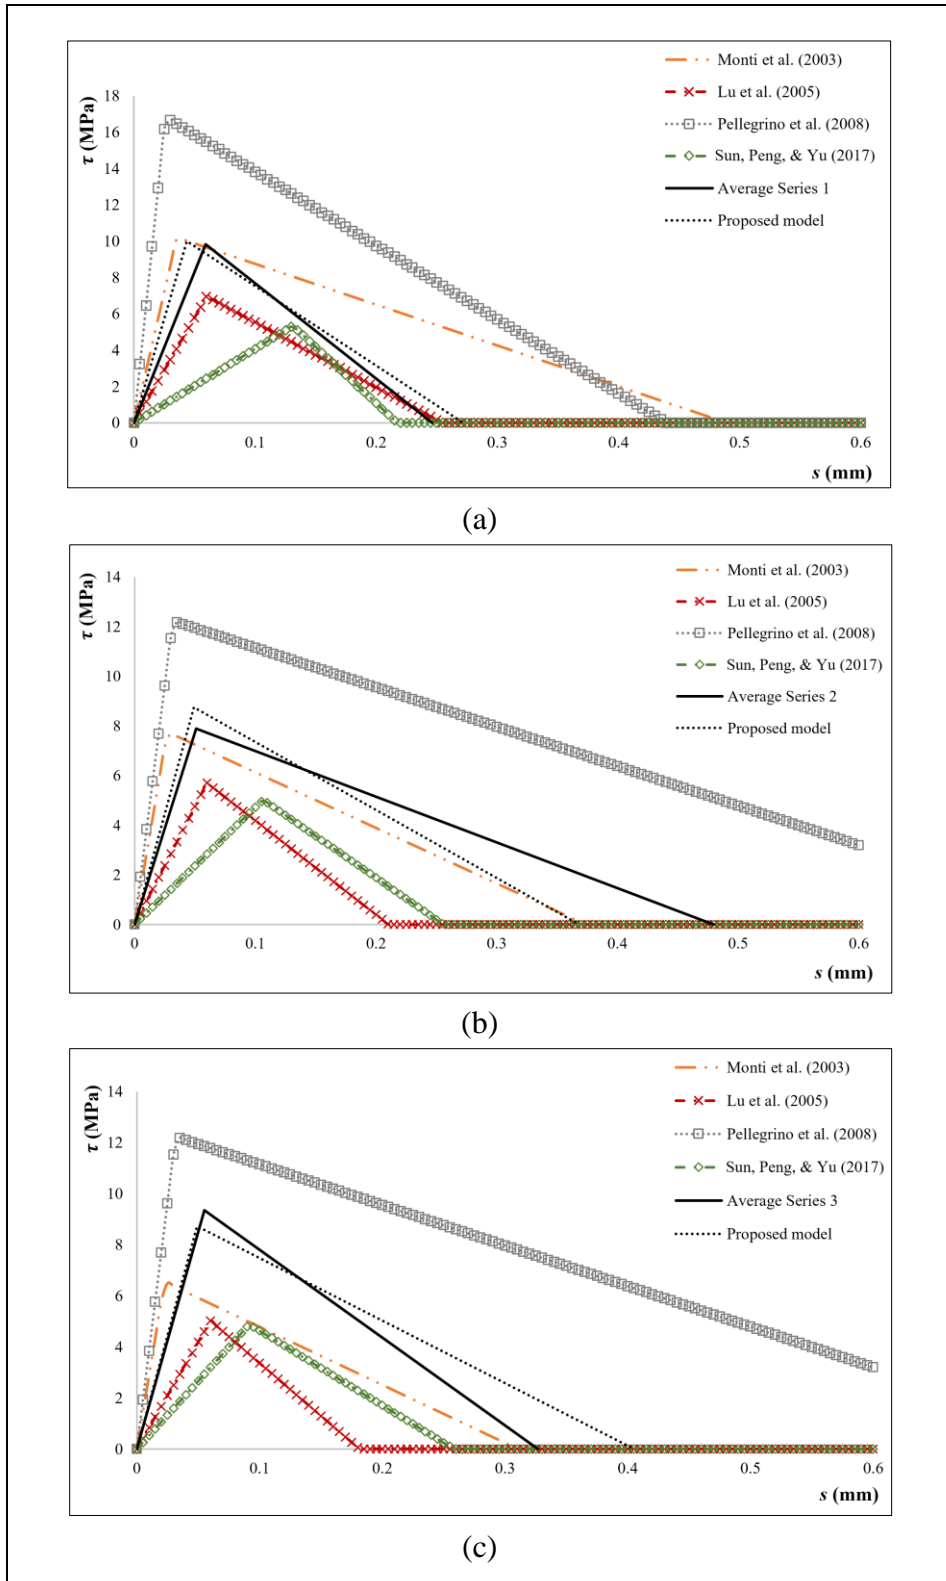 τ (MPa)
18
16
14
12
10
8
6
4
2
0
0
0.1
0.2
0.3
0.4
0.5
0.6
s (mm)
Monti et al. (2003)
Lu et al. (2005)
Pellegrino et al. (2008)
Sun, Peng, & Yu (2017)
Average Series 1
Proposed model
(a)
τ (MPa)
14
12
10
8
6
4
2
0
0
0.1
0.2
0.3
0.4
0.5
0.6
s (mm)
Monti et al. (2003)
Lu et al. (2005)
Pellegrino et al. (2008)
Sun, Peng, & Yu (2017)
Average Series 2
Proposed model
(b)
τ (MPa)
14
12
10
8
6
4
2
0
0
0.1
0.2
0.3
0.4
0.5
0.6
s (mm)
Monti et al. (2003)
Lu et al. (2005)
Pellegrino et al. (2008)
Sun, Peng, & Yu (2017)
Average Series 3
Proposed model
(c)